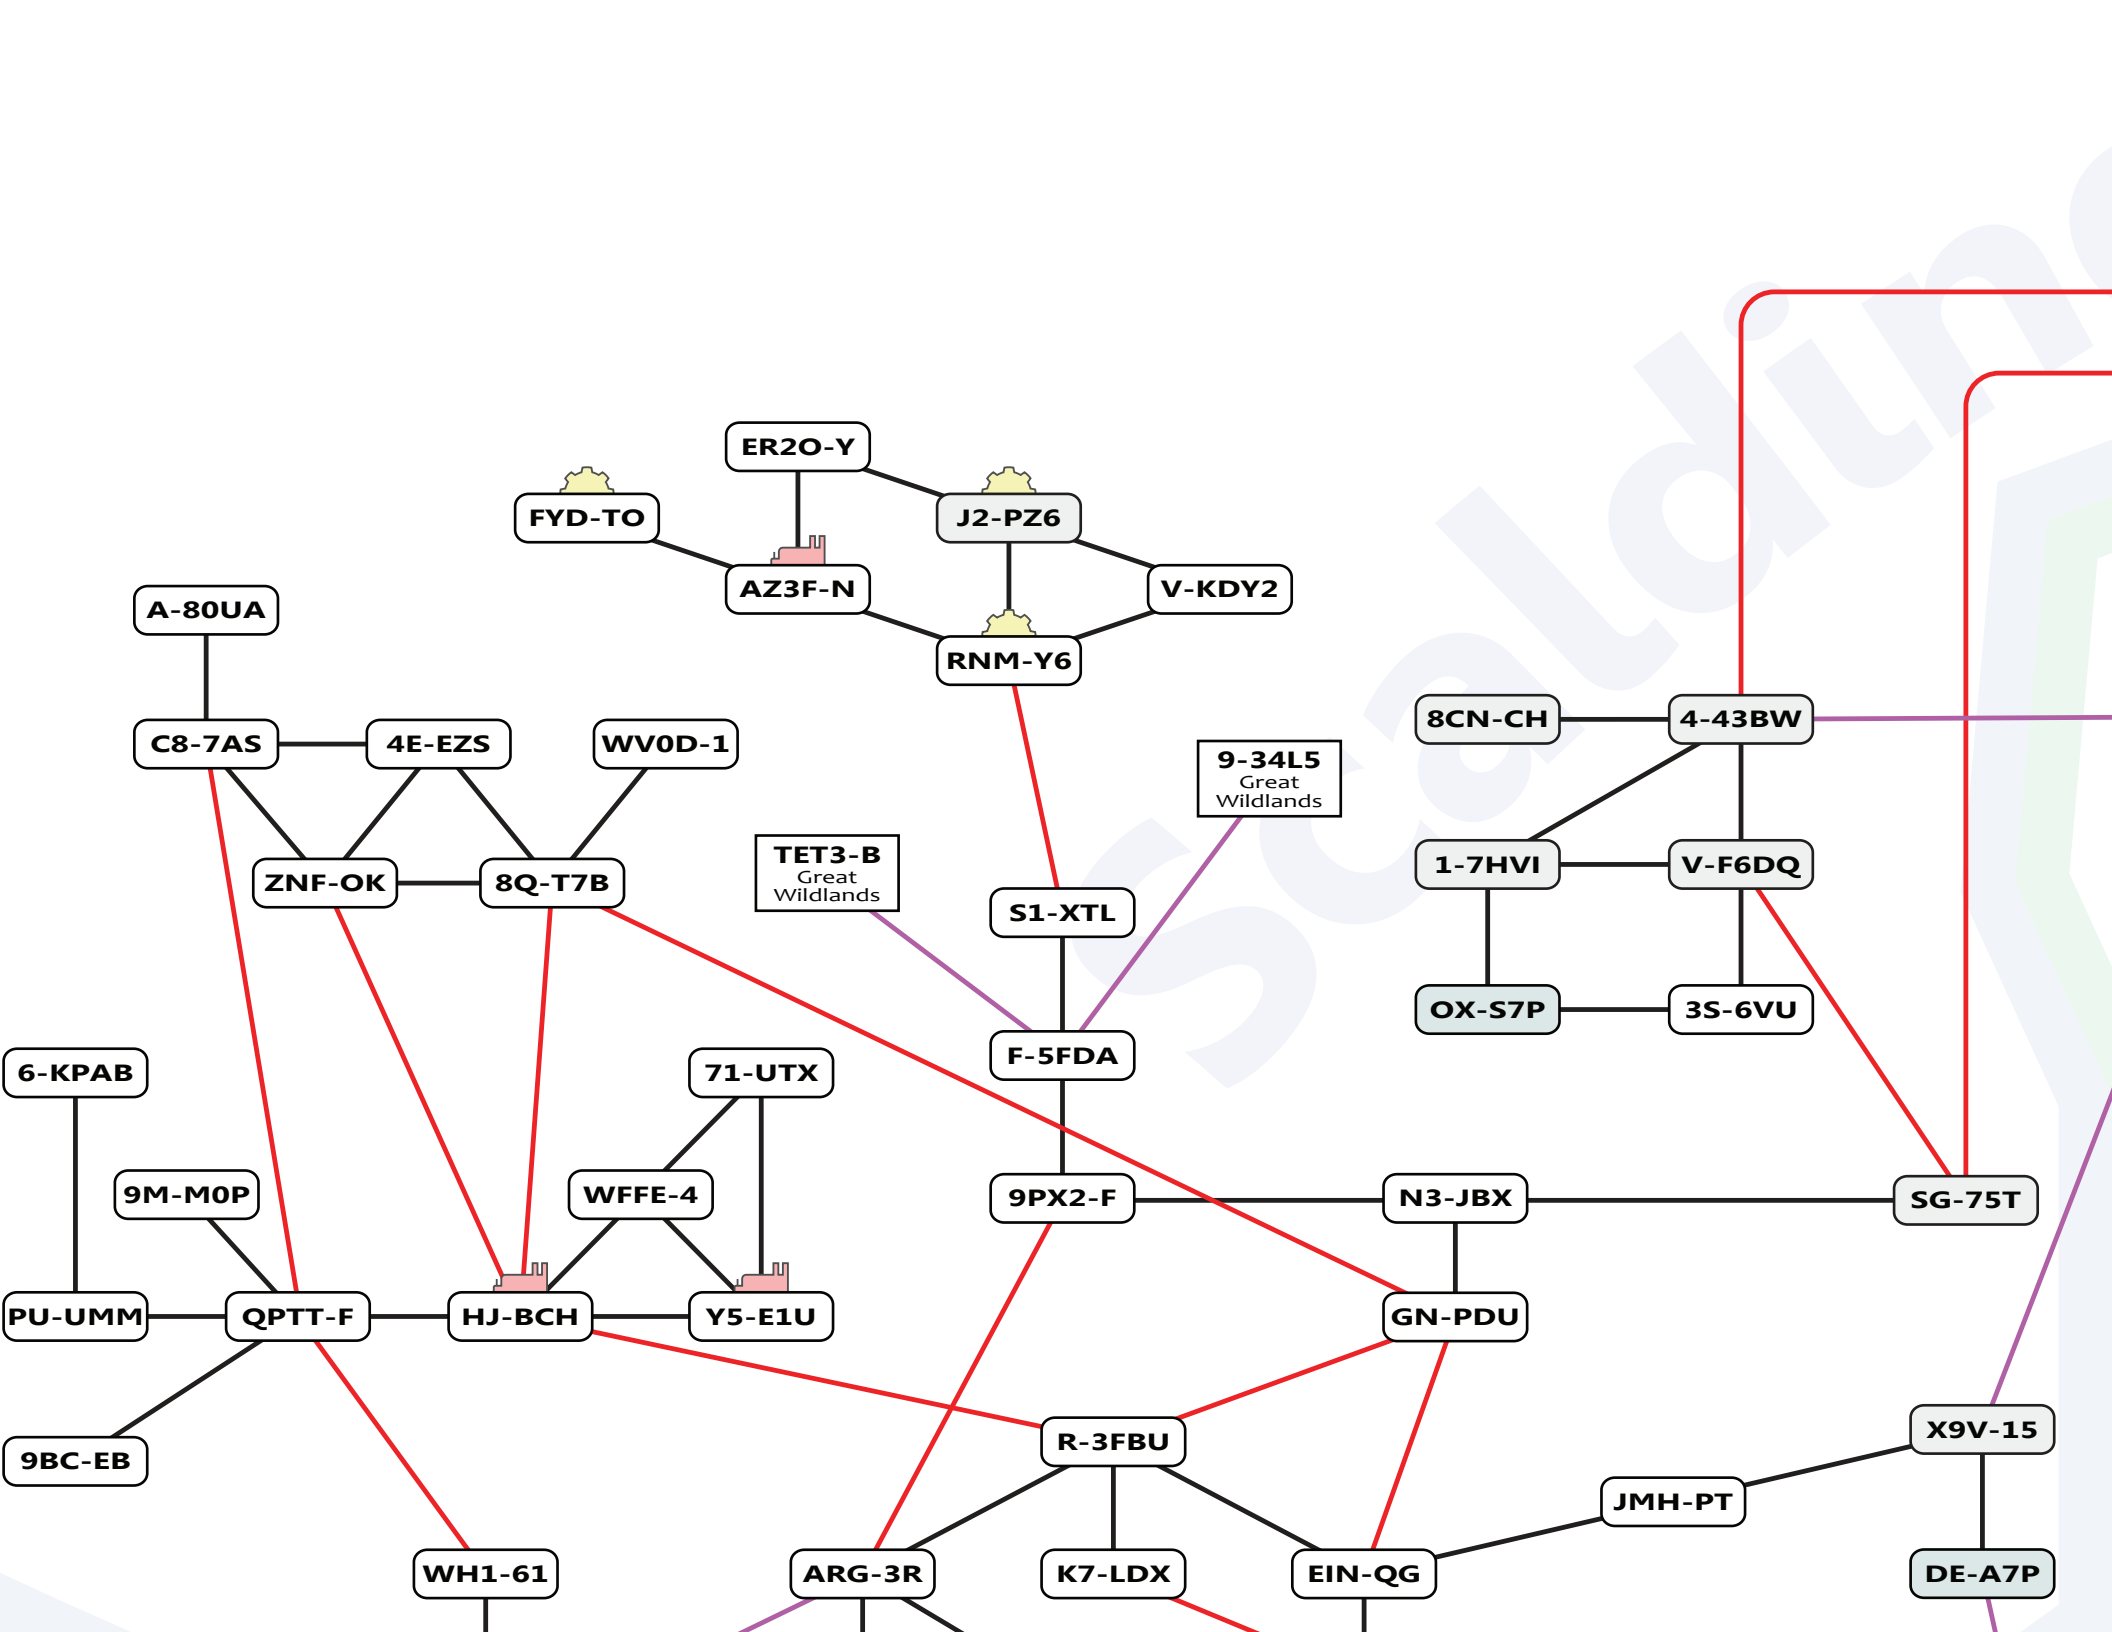 Scalding
ER2O-Y
FYD-TO
J2-PZ6
AZ3F-N
V-KDY2
A-80UA
RNM-Y6
8CN-CH
4-43BW
C8-7AS
4E-EZS
WV0D-1
9-34L5
Great
Wildlands
TET3-B
Great
Wildlands
1-7HVI
V-F6DQ
ZNF-OK
8Q-T7B
S1-XTL
OX-S7P
3S-6VU
F-5FDA
6-KPAB
71-UTX
9M-M0P
WFFE-4
9PX2-F
N3-JBX
SG-75T
PU-UMM
QPTT-F
HJ-BCH
Y5-E1U
GN-PDU
R-3FBU
X9V-15
9BC-EB
JMH-PT
WH1-61
ARG-3R
K7-LDX
EIN-QG
DE-A7P